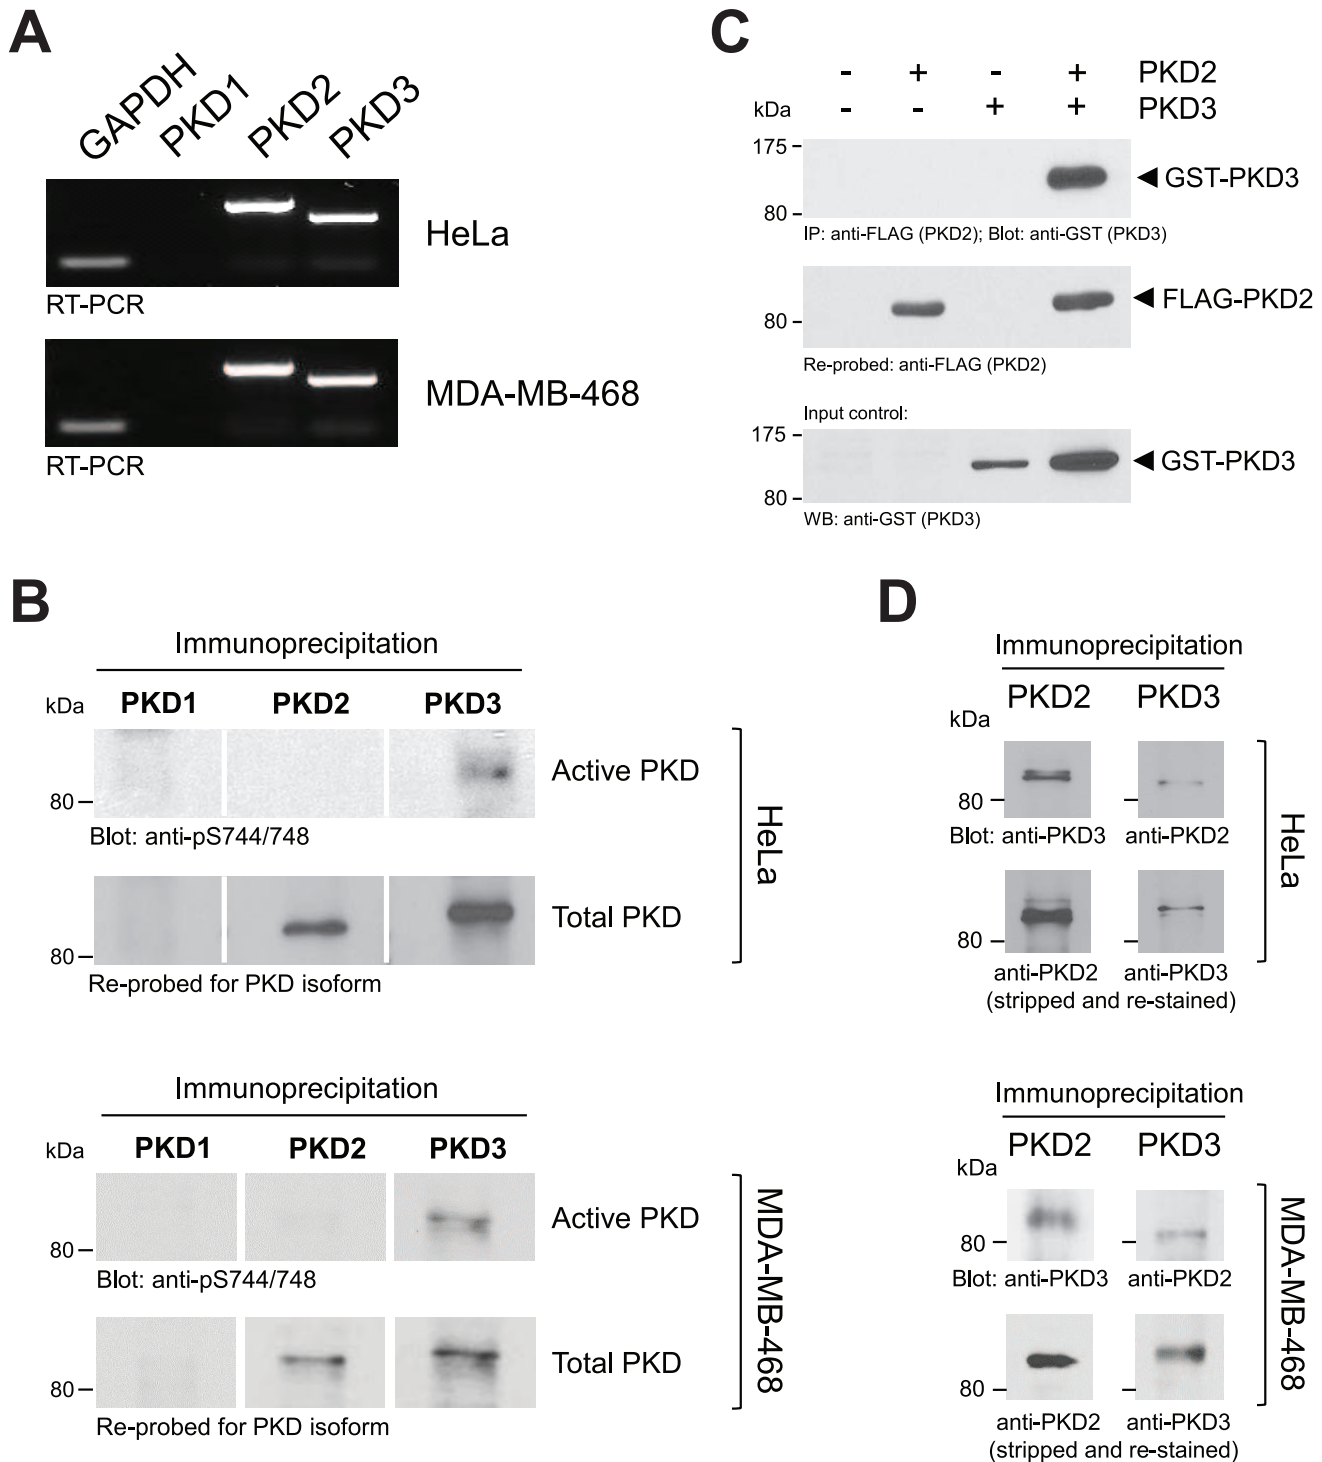 A
GAPDH PKD1 PKD2 PKD3
HeLa
RT-PCR
MDA-MB-468
RT-PCR
C
- + - + PKD2
kDa - - + + PKD3
175
GST-PKD3
80
IP: anti-FLAG (PKD2); Blot: anti-GST (PKD3)
FLAG-PKD2
80
Re-probed: anti-FLAG (PKD2)
Input control:
175
GST-PKD3
80
WB: anti-GST (PKD3)
B
Immunoprecipitation
kDa PKD1 PKD2 PKD3
Active PKD
80
Blot: anti-pS744/748
Total PKD
80
Re-probed for PKD isoform
HeLa
Immunoprecipitation
kDa PKD1 PKD2 PKD3
Active PKD
80
Blot: anti-pS744/748
Total PKD
80
Re-probed for PKD isoform
MDA-MB-468
D
Immunoprecipitation
PKD2 PKD3
kDa
80
Blot: anti-PKD3 anti-PKD2
80
anti-PKD2 anti-PKD3
(stripped and re-stained)
HeLa
Immunoprecipitation
PKD2 PKD3
kDa
80
Blot: anti-PKD3 anti-PKD2
80
anti-PKD2 anti-PKD3
(stripped and re-stained)
MDA-MB-468